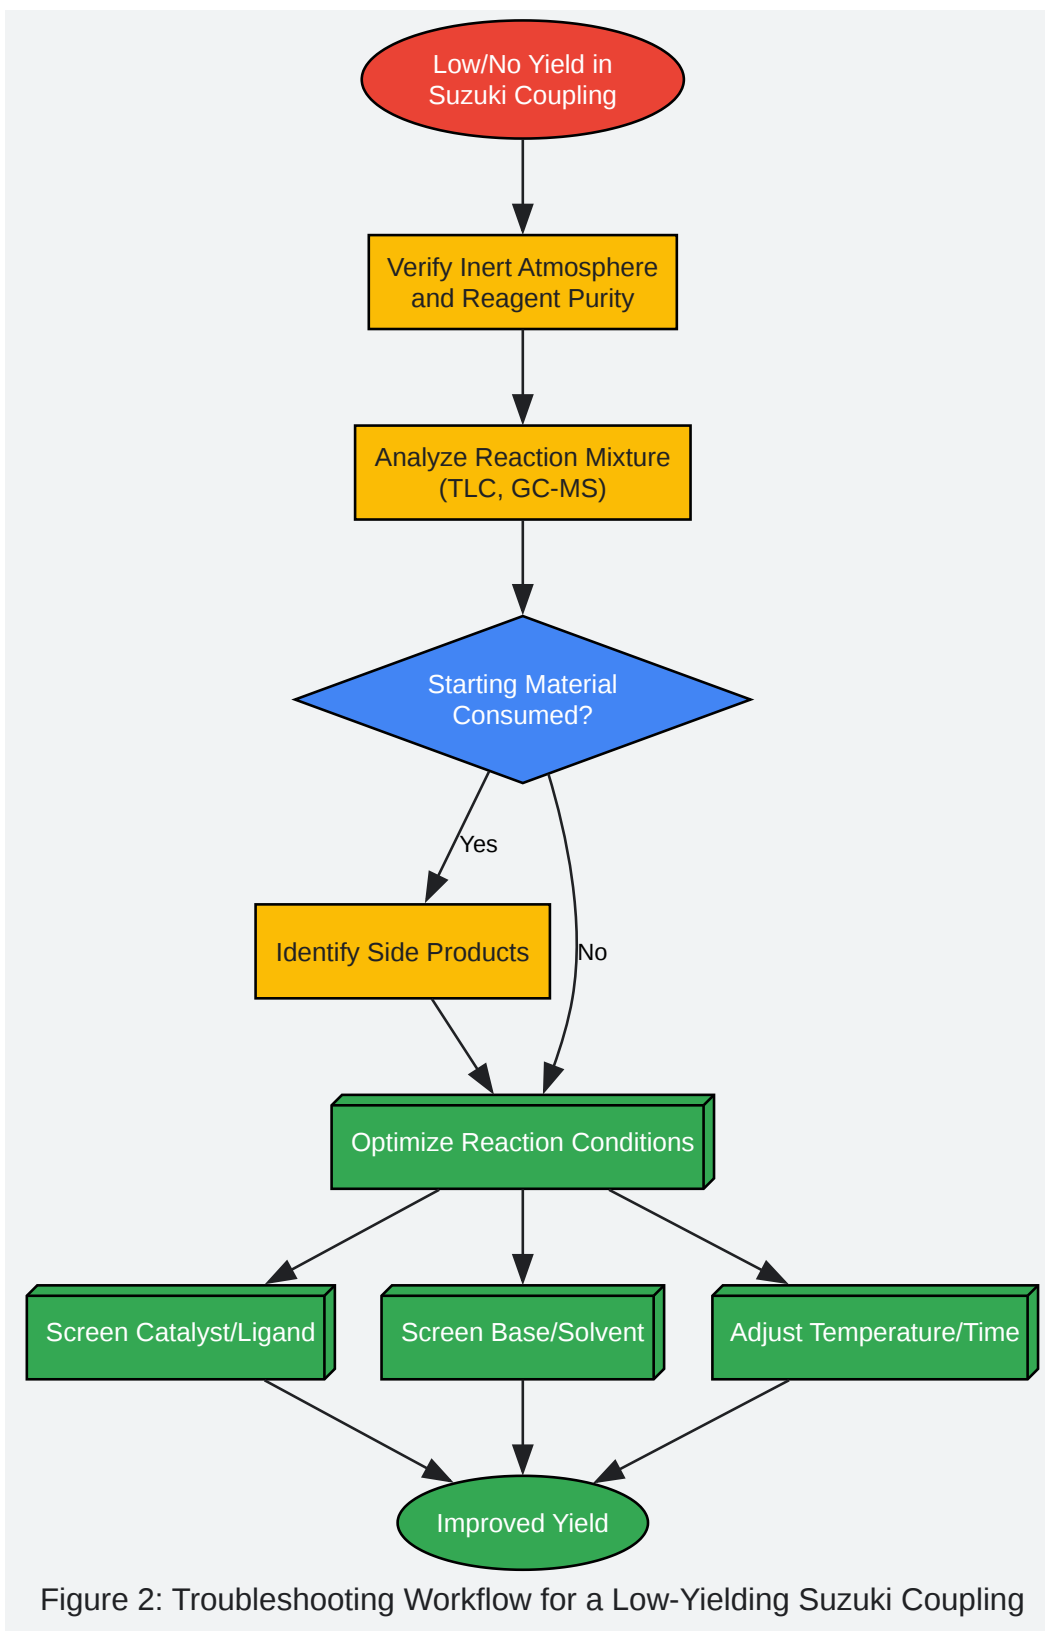 Low/No Yield in
Suzuki Coupling
Verify Inert Atmosphere
and Reagent Purity
Analyze Reaction Mixture
(TLC, GC-MS)
Starting Material
Consumed?
Yes
Identify Side Products
No
Optimize Reaction Conditions
Screen Catalyst/Ligand
Screen Base/Solvent
Adjust Temperature/Time
Improved Yield
Figure 2: Troubleshooting Workflow for a Low-Yielding Suzuki Coupling